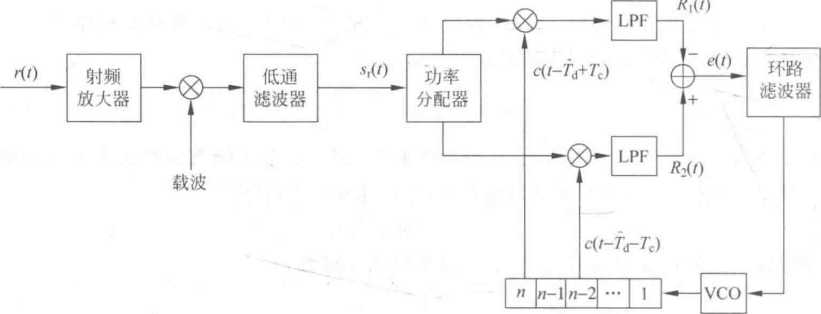 r(t)
射频
放大器
载波
低通
滤波器
s_r(t)
功率
分配器
c(t−T̂_d+T_c)
LPF
R₁(t)
−
e(t)
+
环路
滤波器
LPF
R₂(t)
c(t−T̂_d−T_c)
n n−1 n−2 ⋯ 1
VCO